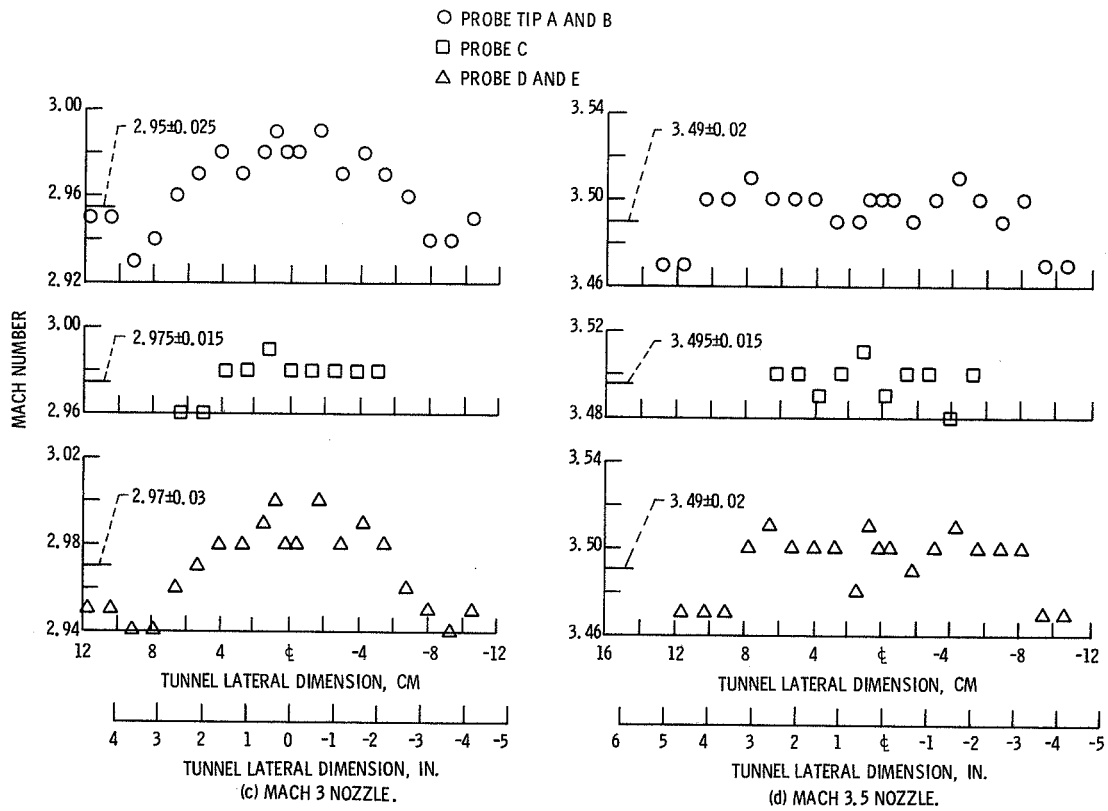 PROBE TIP A AND B
PROBE C
PROBE D AND E
MACH NUMBER
3.00
2.96
2.92
2.95±0.025
3.00
2.96
2.975±0.015
3.02
2.98
2.94
2.97±0.03
12 8 4 ℄ -4 -8 -12
TUNNEL LATERAL DIMENSION, CM
4 3 2 1 0 -1 -2 -3 -4 -5
TUNNEL LATERAL DIMENSION, IN.
(c) MACH 3 NOZZLE.
3.54
3.50
3.46
3.49±0.02
3.52
3.48
3.495±0.015
3.54
3.50
3.46
3.49±0.02
16 12 8 4 ℄ -4 -8 -12
TUNNEL LATERAL DIMENSION, CM
6 5 4 3 2 1 ℄ -1 -2 -3 -4 -5
TUNNEL LATERAL DIMENSION, IN.
(d) MACH 3.5 NOZZLE.